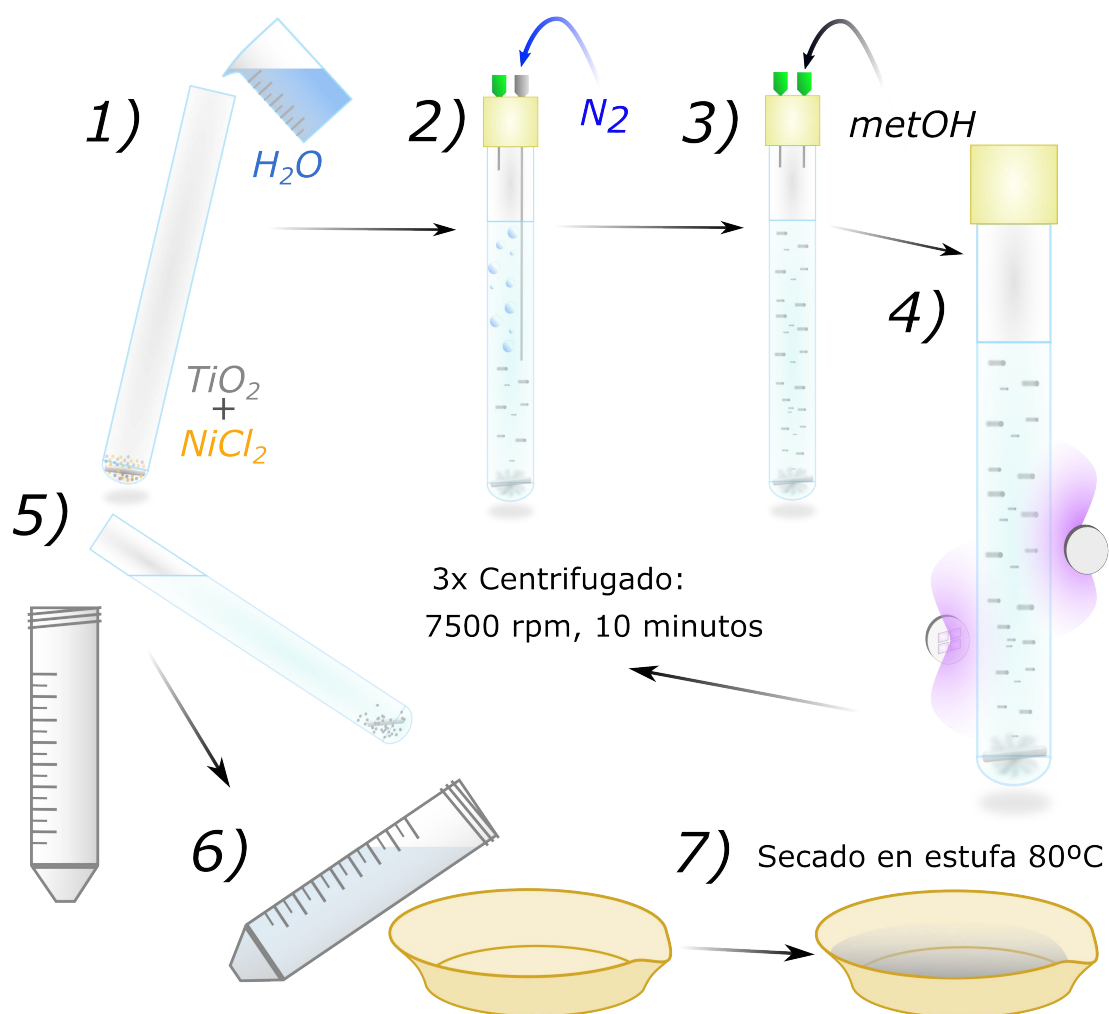 1)
H₂O
TiO₂
+
NiCl₂
2)
N₂
3)
metOH
4)
5)
3x Centrifugado:
7500 rpm, 10 minutos
6)
7)
Secado en estufa 80ºC